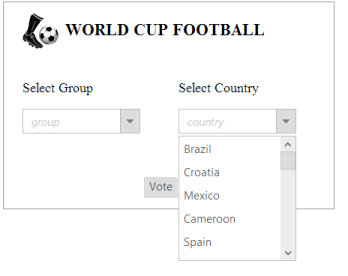 WORLD CUP FOOTBALL
Select Group Select Country
group country
Brazil
Croatia
Mexico
Cameroon
Spain
Vote